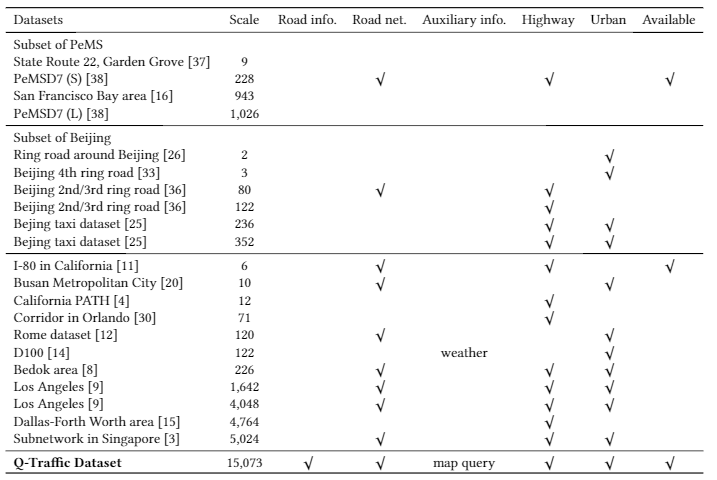 Datasets Scale Road info. Road net. Auxiliary info. Highway Urban Available
Subset of PeMS
State Route 22, Garden Grove [37] 9
PeMSD7 (S) [38] 228 √ √ √
San Francisco Bay area [16] 943
PeMSD7 (L) [38] 1,026
Subset of Beijing
Ring road around Beijing [26] 2 √
Beijing 4th ring road [33] 3 √
Beijing 2nd/3rd ring road [36] 80 √ √
Beijing 2nd/3rd ring road [36] 122 √
Bejing taxi dataset [25] 236 √ √
Bejing taxi dataset [25] 352 √ √
I-80 in California [11] 6 √ √ √
Busan Metropolitan City [20] 10 √ √
California PATH [4] 12 √
Corridor in Orlando [30] 71 √
Rome dataset [12] 120 √ √
D100 [14] 122 weather √
Bedok area [8] 226 √ √ √
Los Angeles [9] 1,642 √ √ √
Los Angeles [9] 4,048 √ √ √
Dallas-Forth Worth area [15] 4,764 √
Subnetwork in Singapore [3] 5,024 √ √ √
Q-Traffic Dataset 15,073 √ √ map query √ √ √